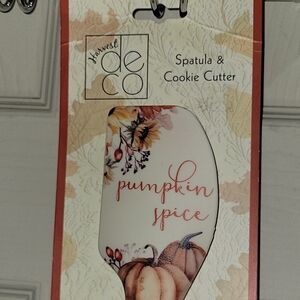 Harvest
de
co
Spatula &
Cookie Cutter
pumpkin
spice